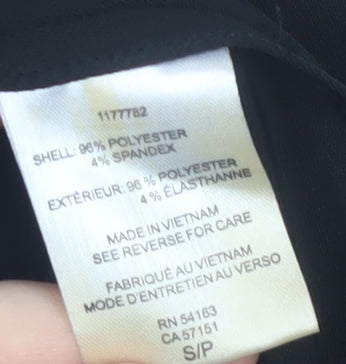 1177782
SHELL: 96% POLYESTER
4% SPANDEX
EXTÉRIEUR: 96% POLYESTER
4% ÉLASTHANNE
MADE IN VIETNAM
SEE REVERSE FOR CARE
FABRIQUÉ AU VIETNAM
MODE D'ENTRETIEN AU VERSO
RN 54163
CA 57151
S/P